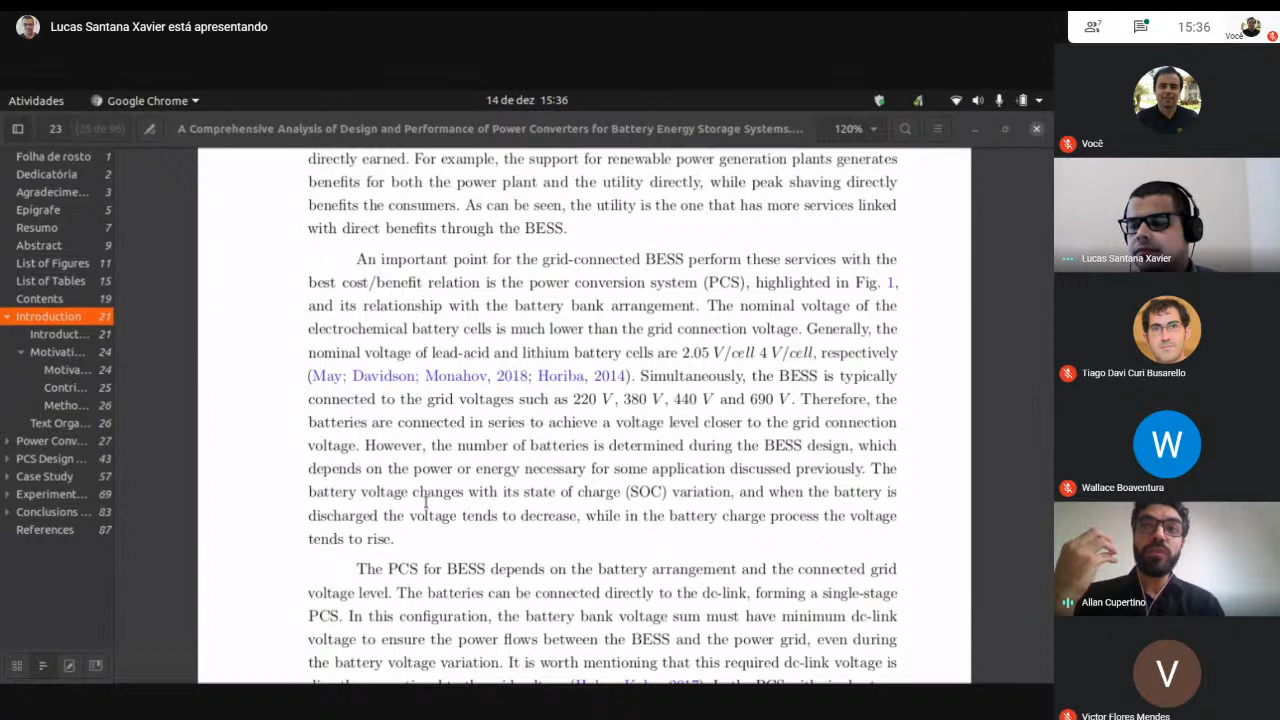 Lucas Santana Xavier está apresentando
7
15:36
Você
Atividades
Google Chrome
14 de dez 15:36
23
(25 de 96)
A Comprehensive Analysis of Design and Performance of Power Converters for Battery Energy Storage Systems....
120%
Folha de rosto 1
Dedicatória 2
Agradecime... 3
Epígrafe 5
Resumo 7
Abstract 9
List of Figures 11
List of Tables 15
Contents 19
Introduction 21
Introduct... 21
Motivati... 24
Motiva... 24
Contri... 25
Metho... 26
Text Orga... 26
Power Conv... 27
PCS Design ... 43
Case Study 57
Experiment... 69
Conclusions ... 83
References 87
directly earned. For example, the support for renewable power generation plants generates
benefits for both the power plant and the utility directly, while peak shaving directly
benefits the consumers. As can be seen, the utility is the one that has more services linked
with direct benefits through the BESS.
An important point for the grid-connected BESS perform these services with the
best cost/benefit relation is the power conversion system (PCS), highlighted in Fig. 1,
and its relationship with the battery bank arrangement. The nominal voltage of the
electrochemical battery cells is much lower than the grid connection voltage. Generally, the
nominal voltage of lead-acid and lithium battery cells are 2.05 V/cell 4 V/cell, respectively
(May; Davidson; Monahov, 2018; Horiba, 2014). Simultaneously, the BESS is typically
connected to the grid voltages such as 220 V, 380 V, 440 V and 690 V. Therefore, the
batteries are connected in series to achieve a voltage level closer to the grid connection
voltage. However, the number of batteries is determined during the BESS design, which
depends on the power or energy necessary for some application discussed previously. The
battery voltage changes with its state of charge (SOC) variation, and when the battery is
discharged the voltage tends to decrease, while in the battery charge process the voltage
tends to rise.
The PCS for BESS depends on the battery arrangement and the connected grid
voltage level. The batteries can be connected directly to the dc-link, forming a single-stage
PCS. In this configuration, the battery bank voltage sum must have minimum dc-link
voltage to ensure the power flows between the BESS and the power grid, even during
the battery voltage variation. It is worth mentioning that this required dc-link voltage is
Você
Lucas Santana Xavier
Tiago Davi Curi Busarello
W
Wallace Boaventura
Allan Cupertino
V
Victor Flores Mendes